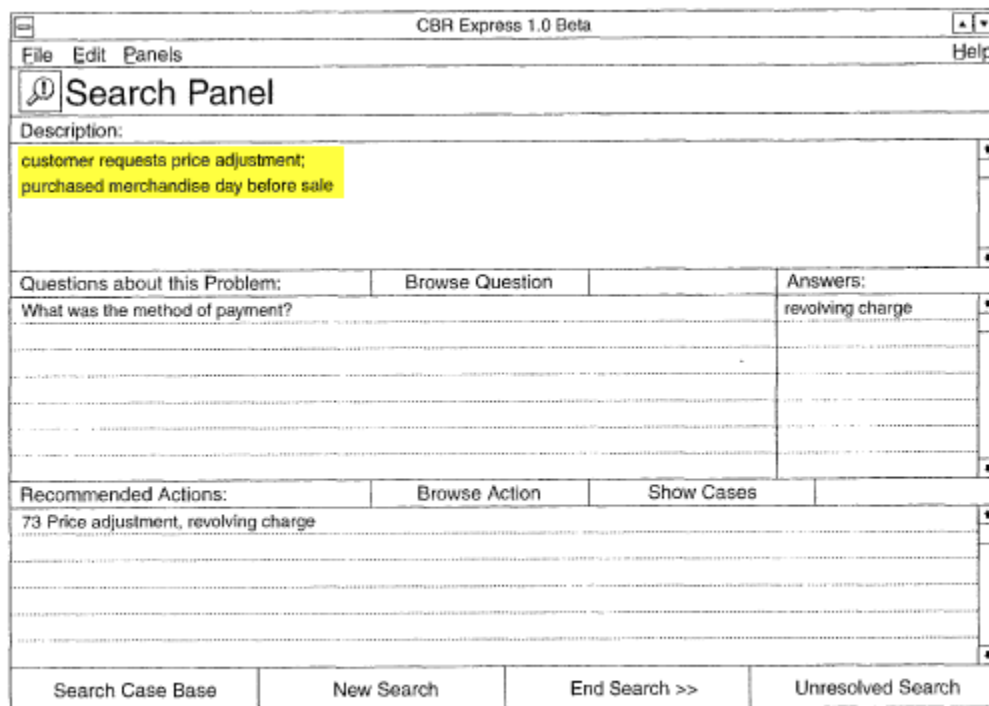 CBR Express 1.0 Beta
File Edit Panels Help
Search Panel
Description:
customer requests price adjustment;
purchased merchandise day before sale
Questions about this Problem: Browse Question Answers:
What was the method of payment? revolving charge
Recommended Actions: Browse Action Show Cases
73 Price adjustment, revolving charge
Search Case Base New Search End Search >> Unresolved Search